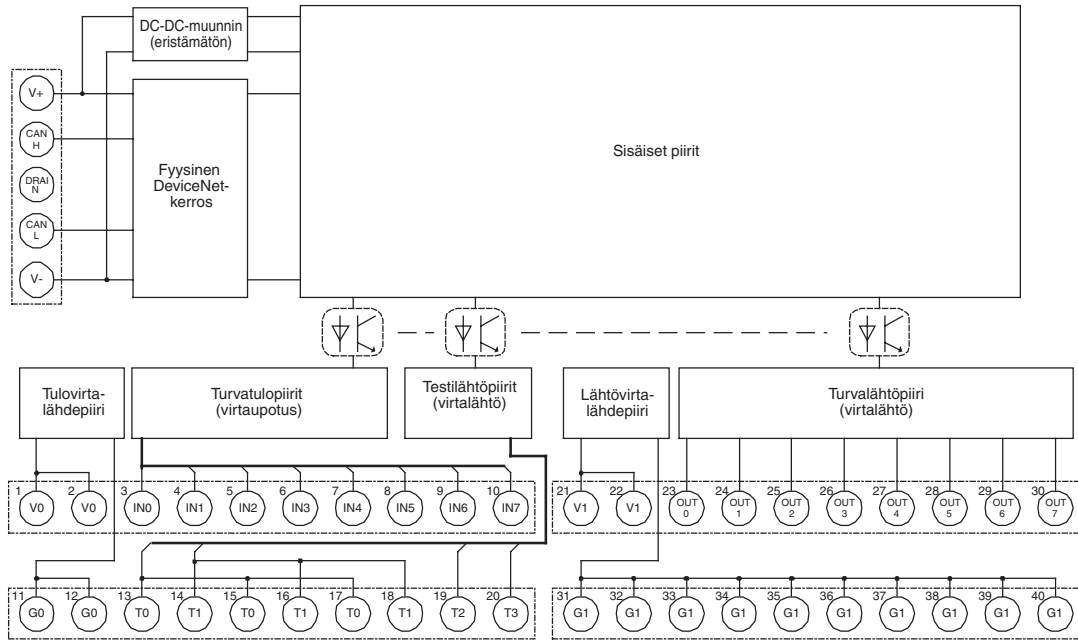 DC-DC-muunnin
(eristämätön)
V+
CAN
H
DRAI
N
CAN
L
V-
Fyysinen
DeviceNet-
kerros
Sisäiset piirit
Tulovirta-
lähdepiiri
Turvatulopiirit
(virtaupotus)
Testilähtöpiirit
(virtalähtö)
Lähtövirta-
lähdepiiri
Turvalähtöpiiri
(virtalähtö)
1 2 3 4 5 6 7 8 9 10
V0 V0 IN0 IN1 IN2 IN3 IN4 IN5 IN6 IN7
21 22 23 24 25 26 27 28 29 30
V1 V1 OUT 0 OUT 1 OUT 2 OUT 3 OUT 4 OUT 5 OUT 6 OUT 7
11 12 13 14 15 16 17 18 19 20
G0 G0 T0 T1 T0 T1 T0 T1 T2 T3
31 32 33 34 35 36 37 38 39 40
G1 G1 G1 G1 G1 G1 G1 G1 G1 G1